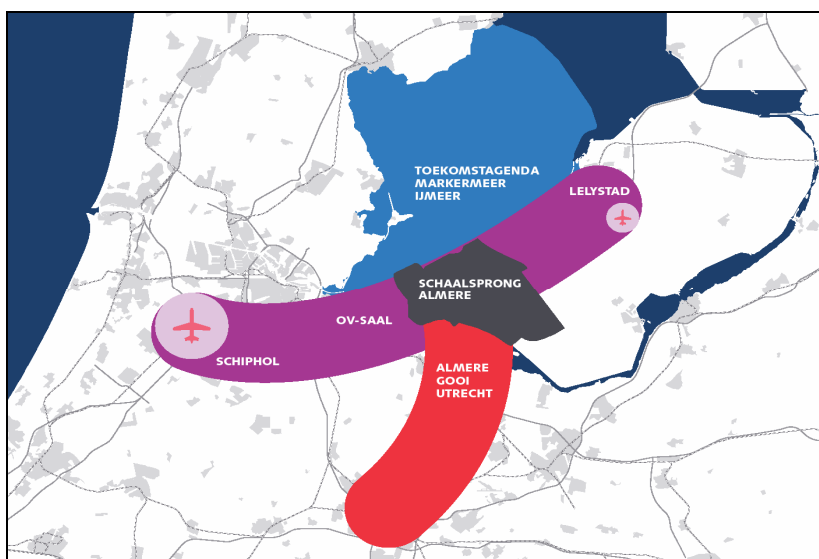 TOEKOMSTAGENDA
MARKERMEER
IJMEER
LELYSTAD
SCHAALSPRONG
ALMERE
OV-SAAL
SCHIPHOL
ALMERE
GOOI
UTRECHT